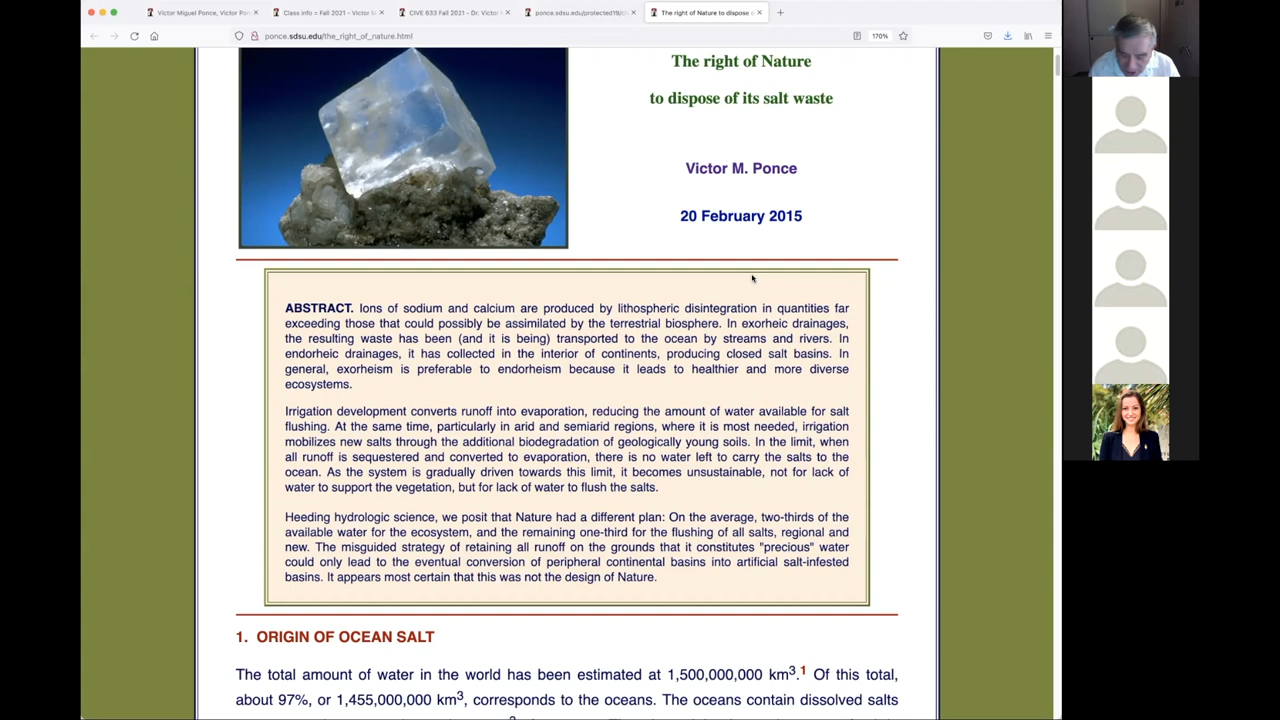 Victor Miguel Ponce, Victor Pon
Class info = Fall 2021 - Victor M
CIVE 633 Fall 2021 - Dr. Victor
ponce.sdsu.edu/protected19/ci
The right of Nature to dispose o
ponce.sdsu.edu/the_right_of_nature.html
170%
The right of Nature
to dispose of its salt waste
Victor M. Ponce
20 February 2015
ABSTRACT. Ions of sodium and calcium are produced by lithospheric disintegration in quantities far
exceeding those that could possibly be assimilated by the terrestrial biosphere. In exorheic drainages,
the resulting waste has been (and it is being) transported to the ocean by streams and rivers. In
endorheic drainages, it has collected in the interior of continents, producing closed salt basins. In
general, exorheism is preferable to endorheism because it leads to healthier and more diverse
ecosystems.
Irrigation development converts runoff into evaporation, reducing the amount of water available for salt
flushing. At the same time, particularly in arid and semiarid regions, where it is most needed, irrigation
mobilizes new salts through the additional biodegradation of geologically young soils. In the limit, when
all runoff is sequestered and converted to evaporation, there is no water left to carry the salts to the
ocean. As the system is gradually driven towards this limit, it becomes unsustainable, not for lack of
water to support the vegetation, but for lack of water to flush the salts.
Heeding hydrologic science, we posit that Nature had a different plan: On the average, two-thirds of the
available water for the ecosystem, and the remaining one-third for the flushing of all salts, regional and
new. The misguided strategy of retaining all runoff on the grounds that it constitutes "precious" water
could only lead to the eventual conversion of peripheral continental basins into artificial salt-infested
basins. It appears most certain that this was not the design of Nature.
1. ORIGIN OF OCEAN SALT
The total amount of water in the world has been estimated at 1,500,000,000 km3.1 Of this total,
about 97%, or 1,455,000,000 km3, corresponds to the oceans. The oceans contain dissolved salts